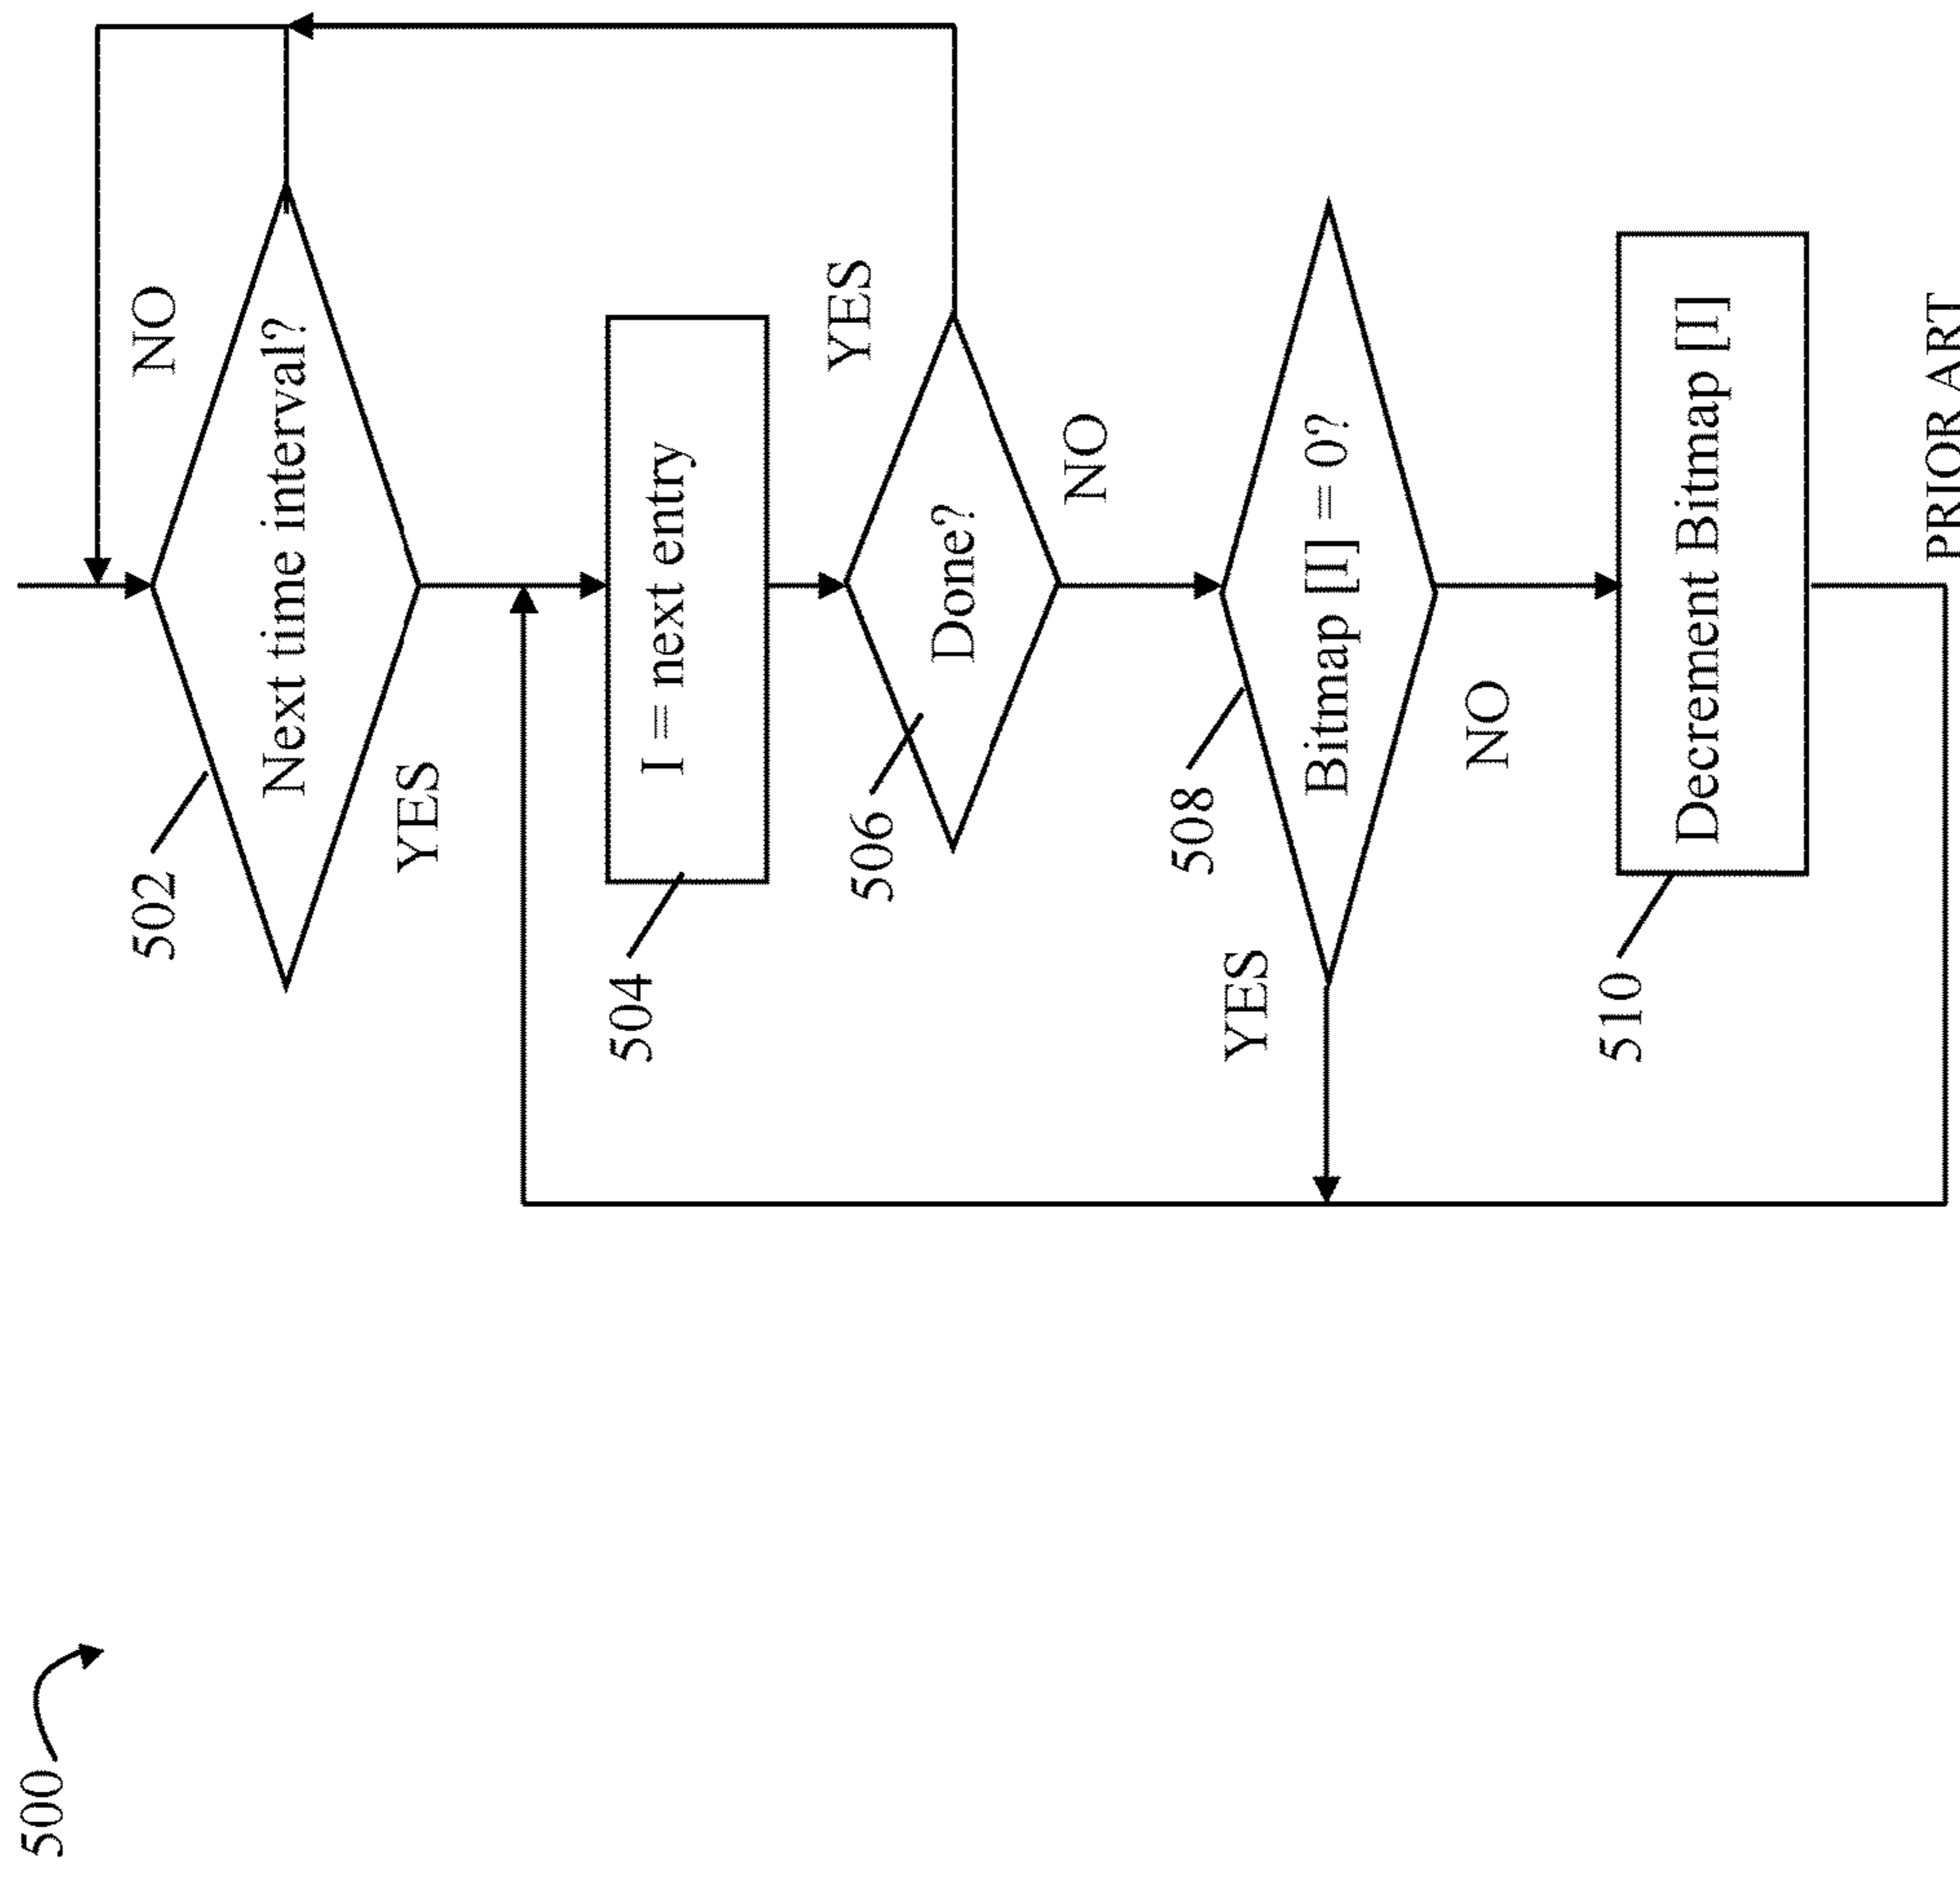 500
502
Next time interval?
NO
YES
504
I = next entry
506
Done?
YES
NO
508
Bitmap [I] = 0?
YES
NO
510
Decrement Bitmap [I]
PRIOR ART